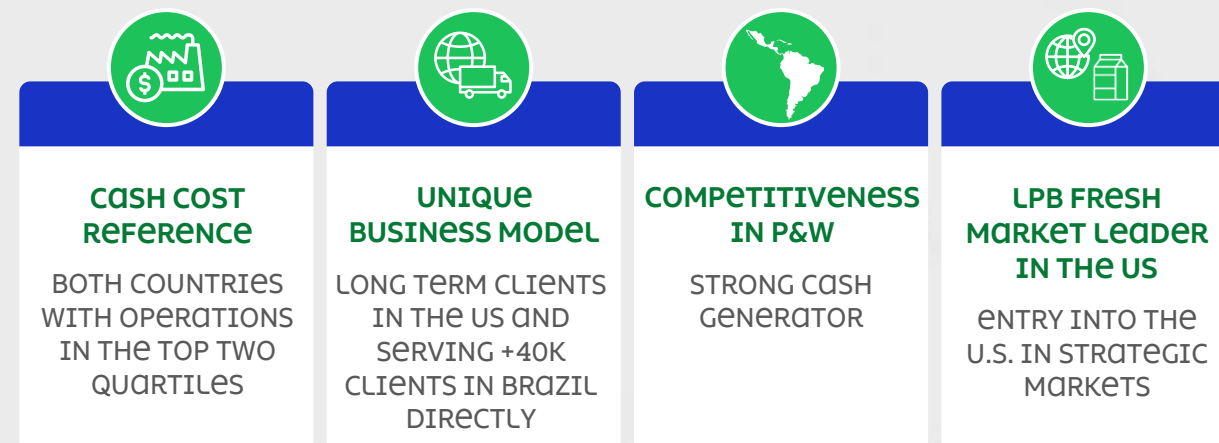 $
CASH COST
REFERENCE
BOTH COUNTRIES
WITH OPERATIONS
IN THE TOP TWO
QUARTILES
UNIQUE
BUSINESS MODEL
LONG TERM CLIENTS
IN THE US AND
SERVING +40K
CLIENTS IN BRAZIL
DIRECTLY
COMPETITIVENESS
IN P&W
STRONG CASH
GENERATOR
LPB FRESH
MARKET LEADER
IN THE US
ENTRY INTO THE
U.S. IN STRATEGIC
MARKETS